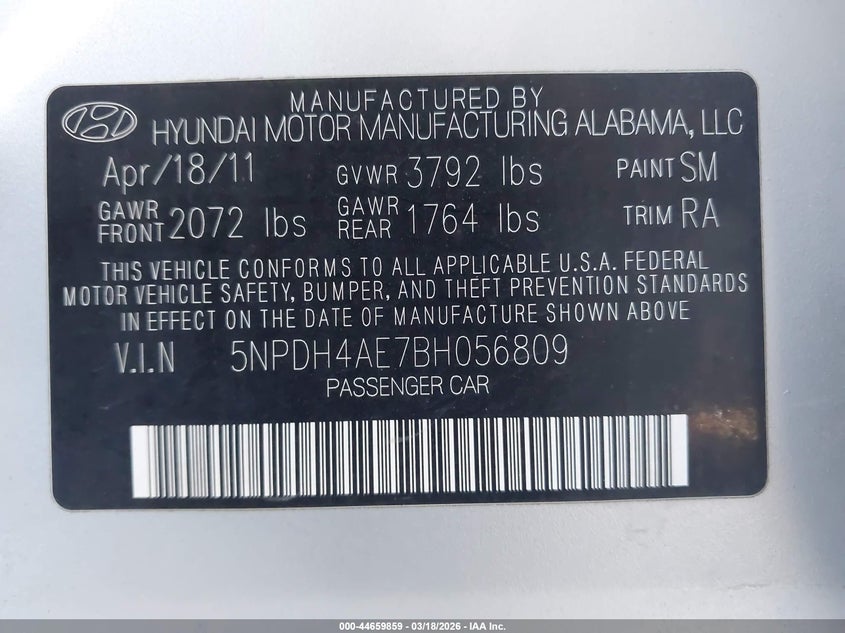 MANUFACTURED BY
HYUNDAI MOTOR MANUFACTURING ALABAMA, LLC
Apr/18/11 GVWR 3792 lbs PAINT SM
GAWR FRONT 2072 lbs GAWR REAR 1764 lbs TRIM RA
THIS VEHICLE CONFORMS TO ALL APPLICABLE U.S.A. FEDERAL
MOTOR VEHICLE SAFETY, BUMPER, AND THEFT PREVENTION STANDARDS
IN EFFECT ON THE DATE OF MANUFACTURE SHOWN ABOVE
V.I.N 5NPDH4AE7BH056809
PASSENGER CAR
000-44659859 — 03/18/2026 — IAA Inc.